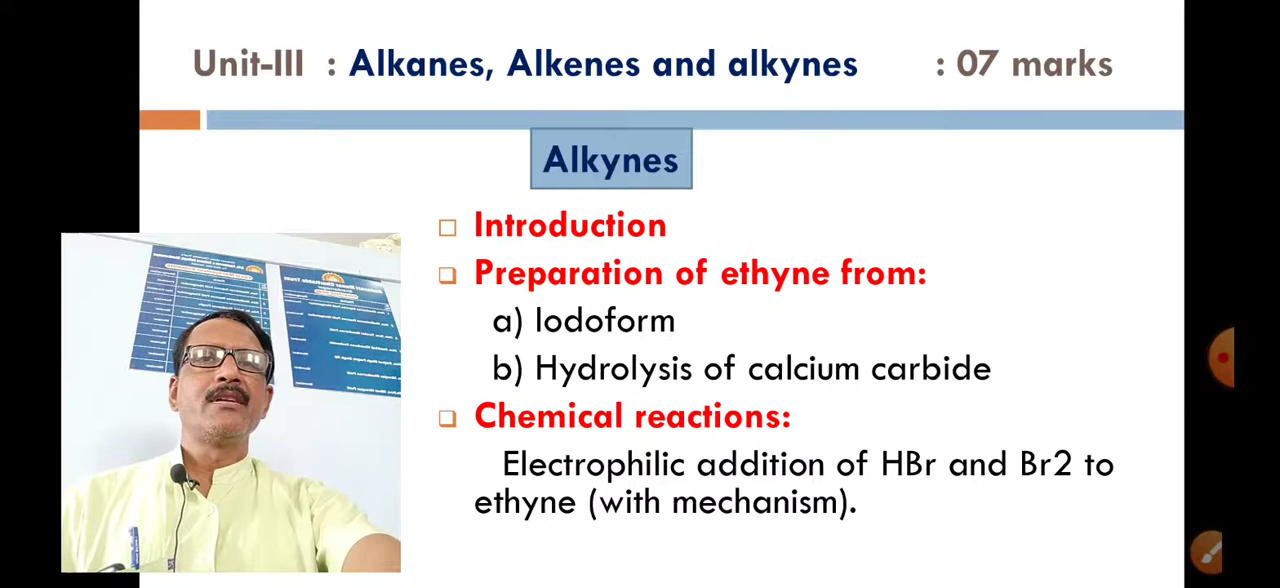 Unit-III : Alkanes, Alkenes and alkynes : 07 marks
Alkynes
Introduction
Preparation of ethyne from:
a) Iodoform
b) Hydrolysis of calcium carbide
Chemical reactions:
Electrophilic addition of HBr and Br2 to
ethyne (with mechanism).